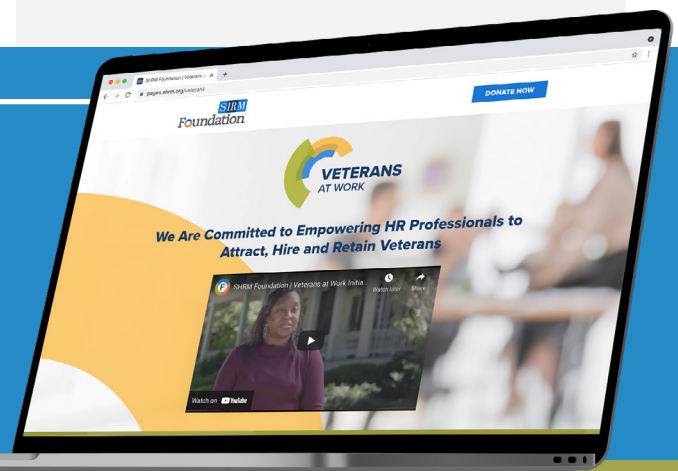 SHRM Foundation | Veterans a
pages.shrm.org/veterans
SHRM
Foundation
DONATE NOW
VETERANS
AT WORK
We Are Committed to Empowering HR Professionals to
Attract, Hire and Retain Veterans
SHRM Foundation | Veterans at Work Initia...
Watch later
Share
Watch on YouTube